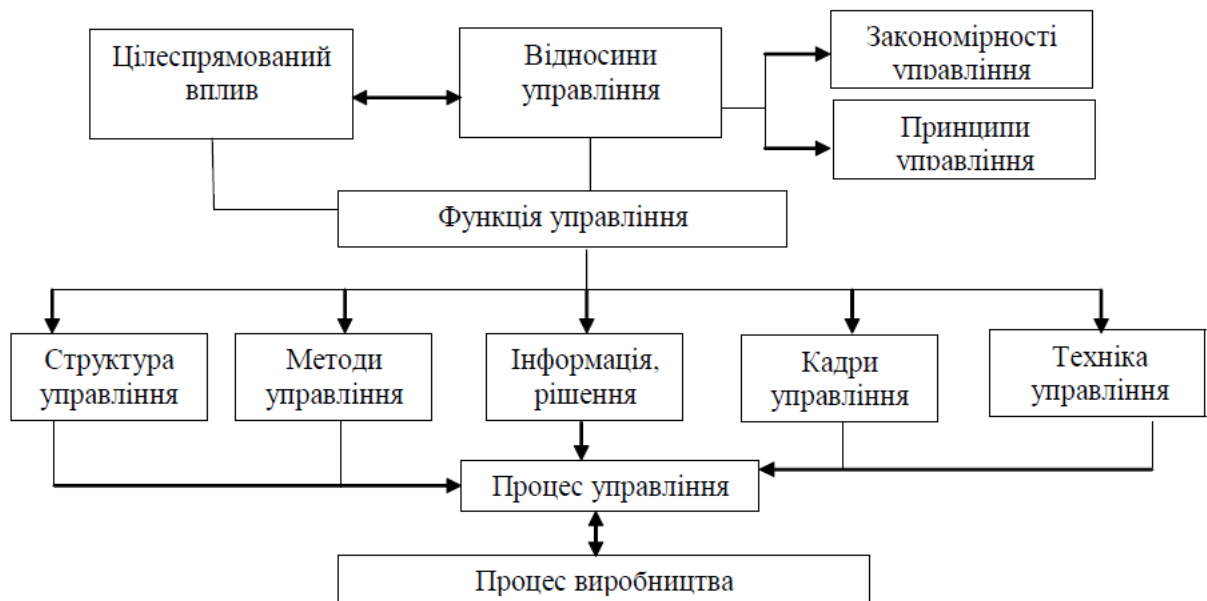 Цілеспрямований
вплив
Відносини
управління
Закономірності
управління
Принципи
управління
Функція управління
Структура
управління
Методи
управління
Інформація,
рішення
Кадри
управління
Техніка
управління
Процес управління
Процес виробництва